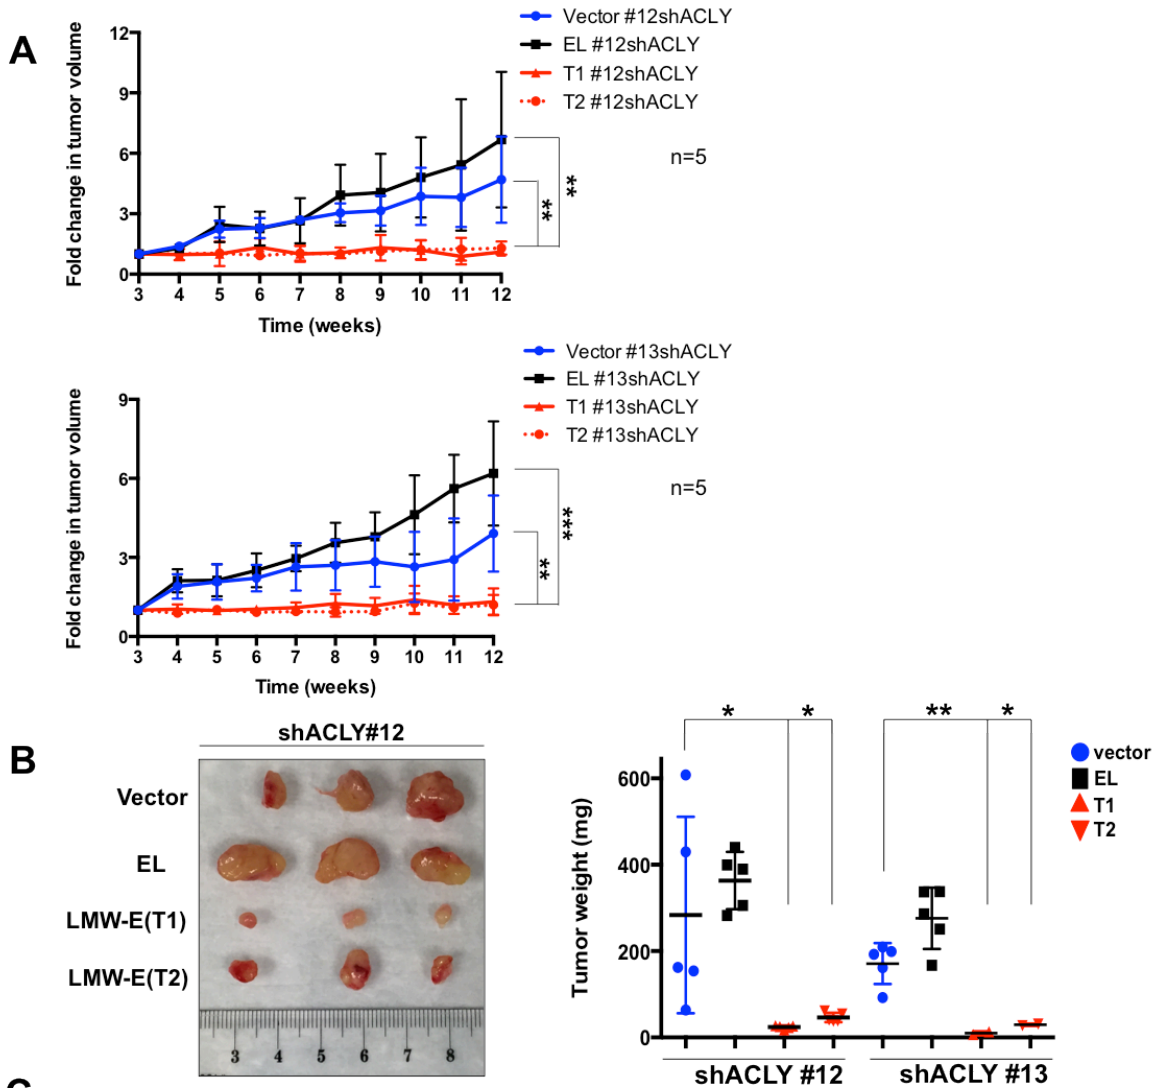 A
Fold change in tumor volume
12
9
6
3
0
3 4 5 6 7 8 9 10 11 12
Time (weeks)
Vector #12shACLY
EL #12shACLY
T1 #12shACLY
T2 #12shACLY
n=5
**
**
Fold change in tumor volume
9
6
3
0
3 4 5 6 7 8 9 10 11 12
Time (weeks)
Vector #13shACLY
EL #13shACLY
T1 #13shACLY
T2 #13shACLY
n=5
**
***
B
shACLY#12
Vector
EL
LMW-E(T1)
LMW-E(T2)
3 4 5 6 7 8
Tumor weight (mg)
600
400
200
0
* * ** *
shACLY #12 shACLY #13
vector
EL
T1
T2